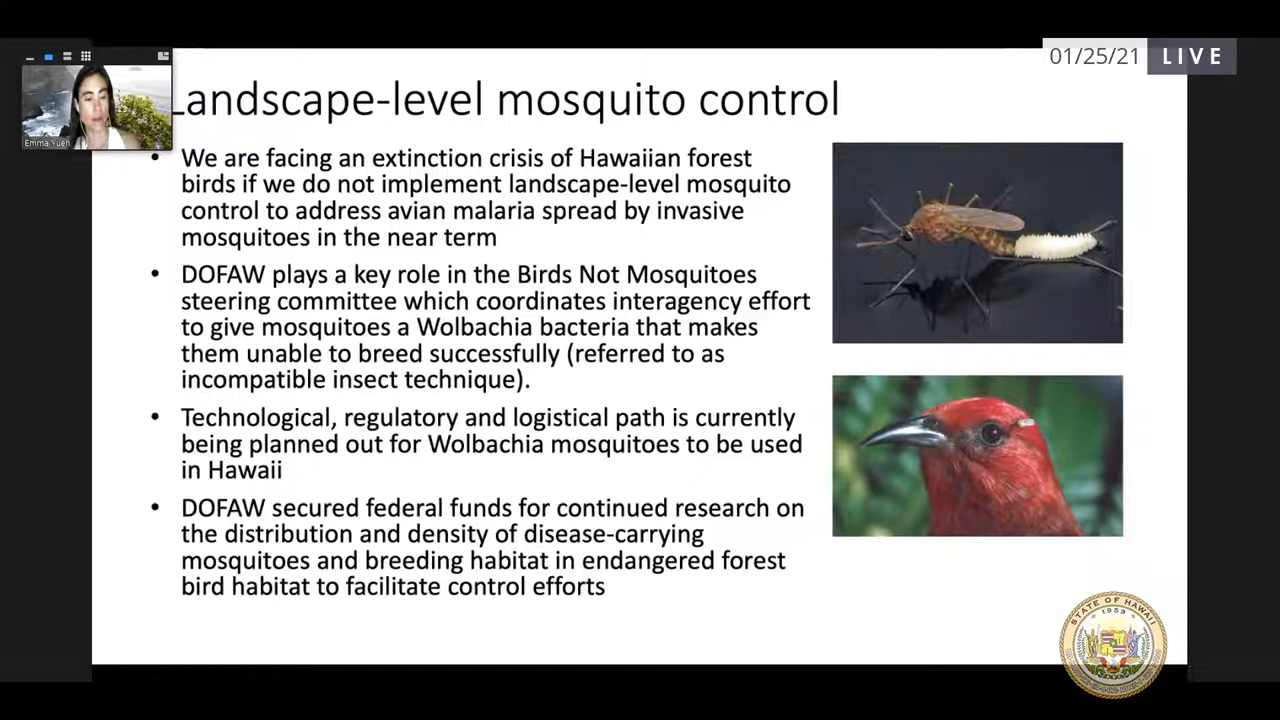 01/25/21 LIVE
Emma Yuen
Landscape-level mosquito control
• We are facing an extinction crisis of Hawaiian forest
birds if we do not implement landscape-level mosquito
control to address avian malaria spread by invasive
mosquitoes in the near term
• DOFAW plays a key role in the Birds Not Mosquitoes
steering committee which coordinates interagency effort
to give mosquitoes a Wolbachia bacteria that makes
them unable to breed successfully (referred to as
incompatible insect technique).
• Technological, regulatory and logistical path is currently
being planned out for Wolbachia mosquitoes to be used
in Hawaii
• DOFAW secured federal funds for continued research on
the distribution and density of disease-carrying
mosquitoes and breeding habitat in endangered forest
bird habitat to facilitate control efforts
STATE OF HAWAII
1959